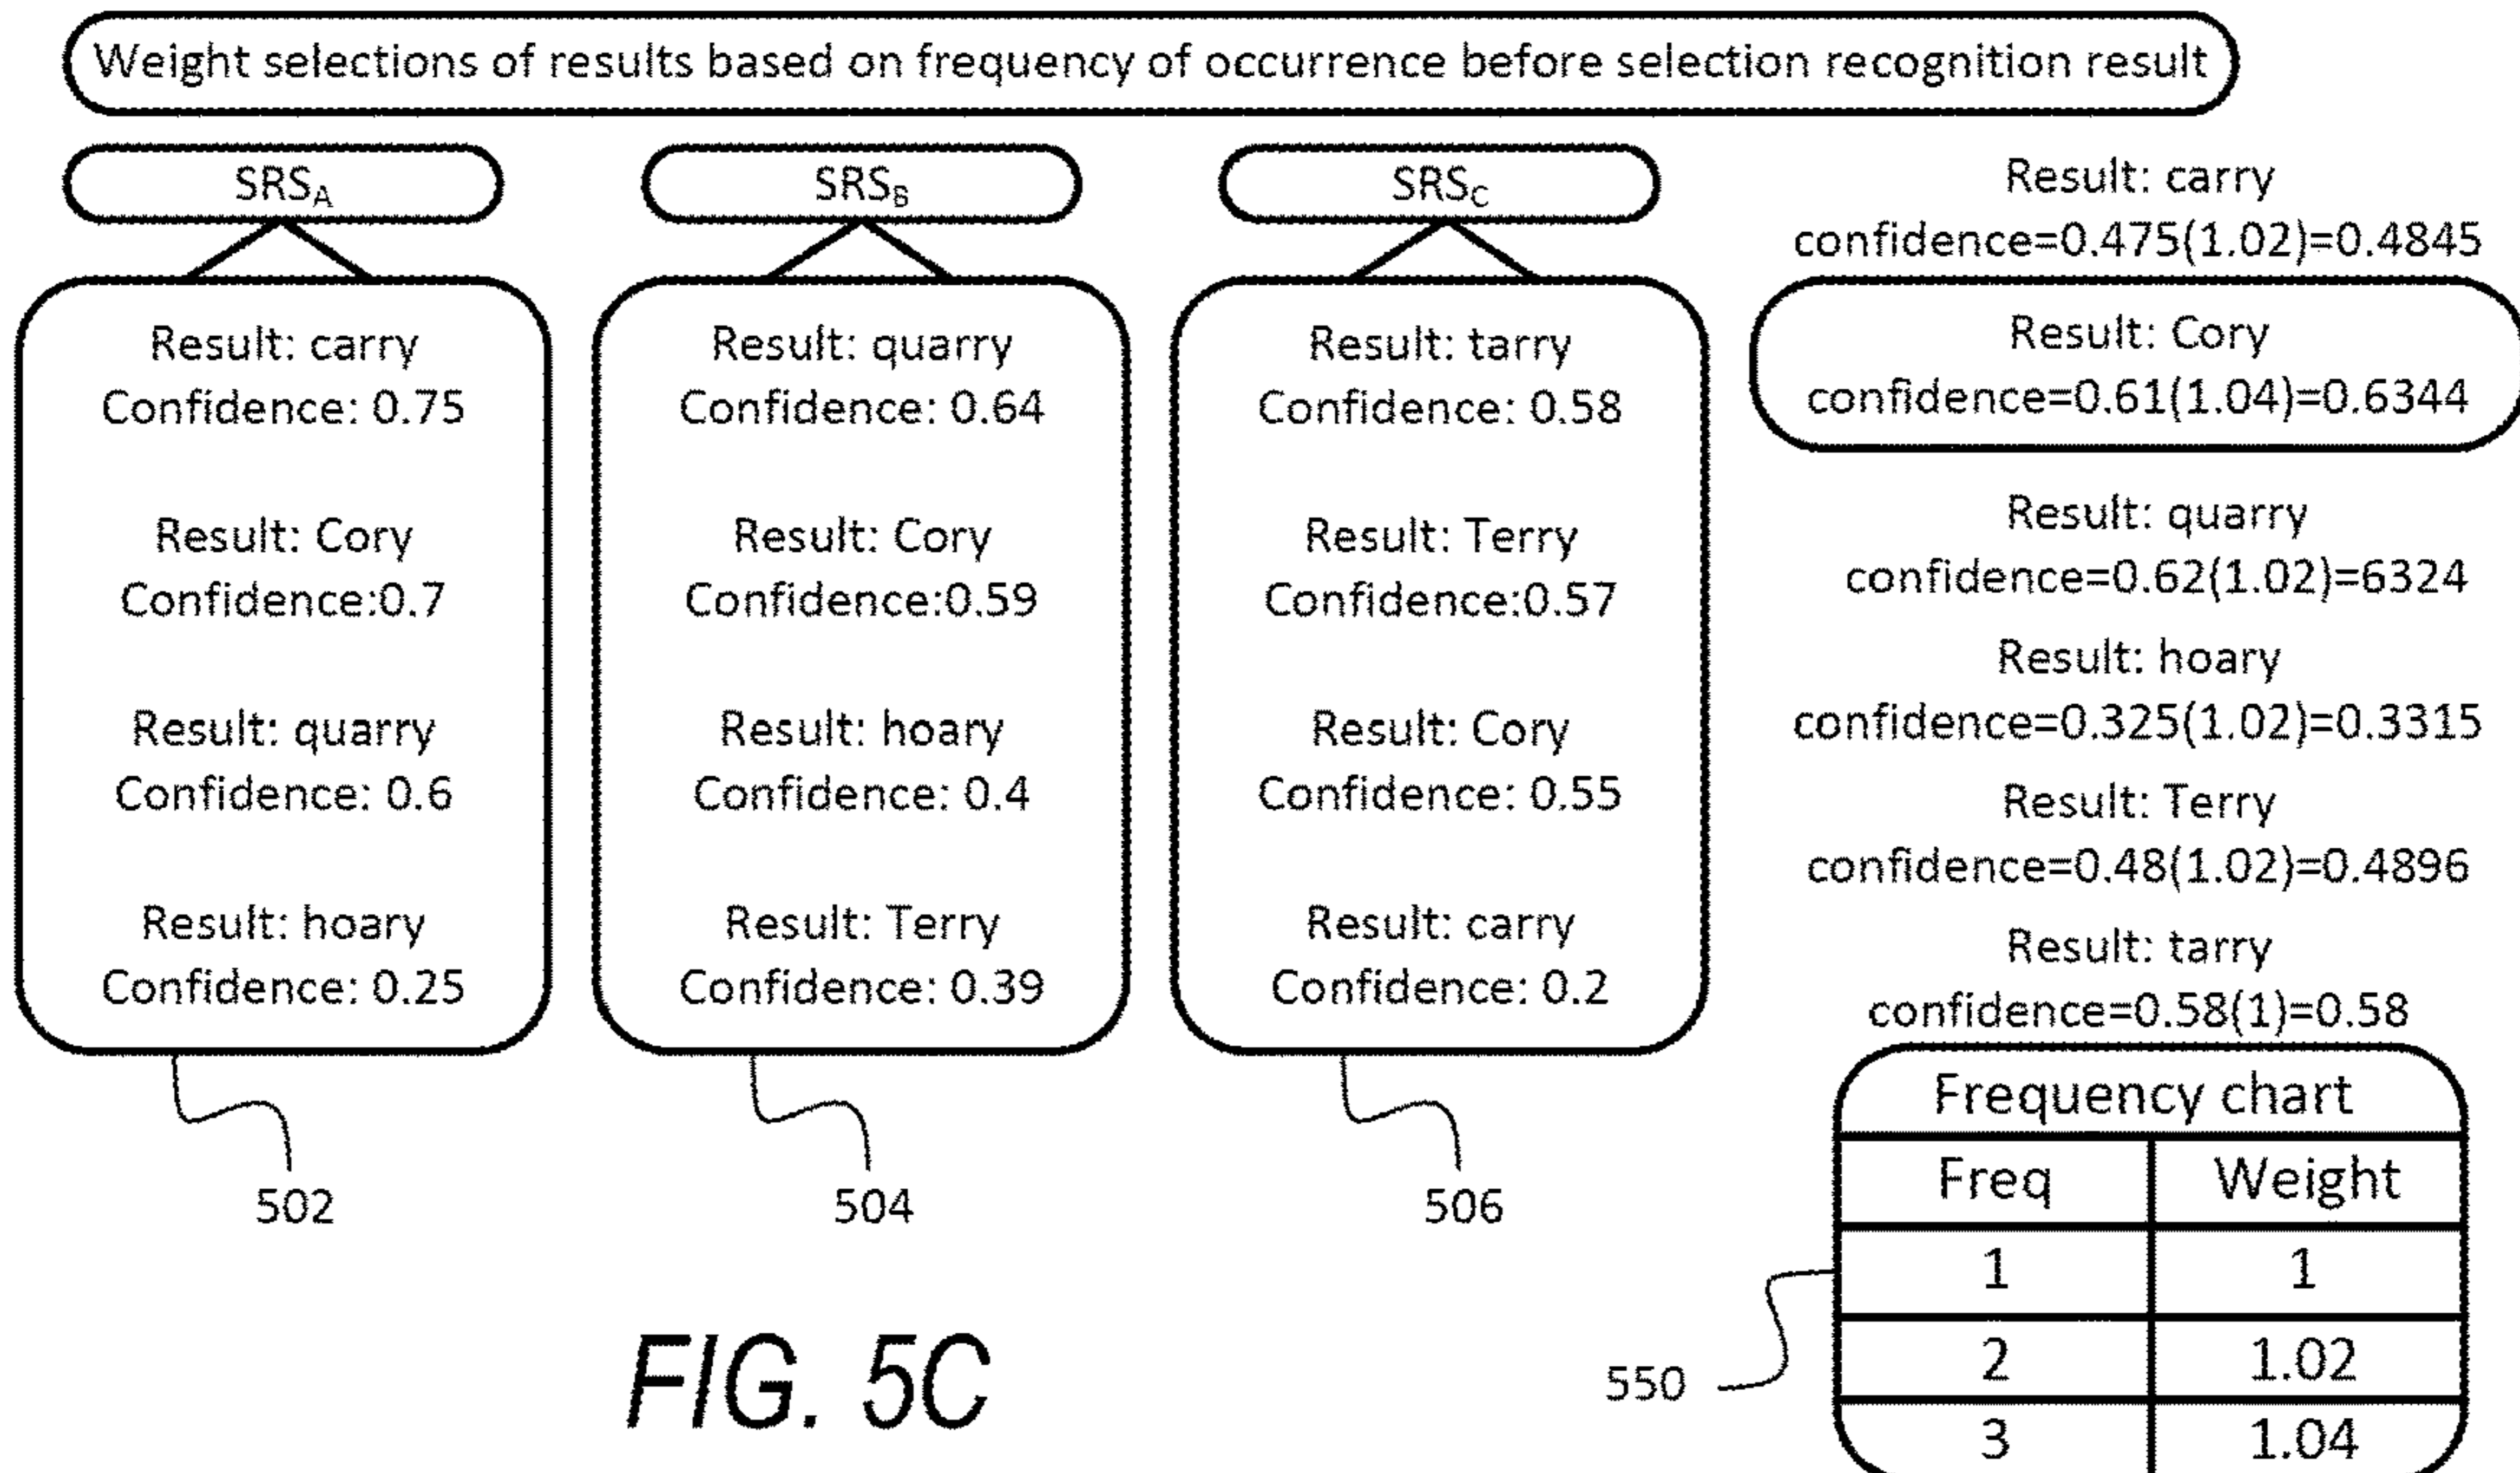 Weight selections of results based on frequency of occurrence before selection recognition result
SRS_A
Result: carry
Confidence: 0.75
Result: Cory
Confidence:0.7
Result: quarry
Confidence: 0.6
Result: hoary
Confidence: 0.25
502
SRS_B
Result: quarry
Confidence: 0.64
Result: Cory
Confidence:0.59
Result: hoary
Confidence: 0.4
Result: Terry
Confidence: 0.39
504
SRS_C
Result: tarry
Confidence: 0.58
Result: Terry
Confidence:0.57
Result: Cory
Confidence: 0.55
Result: carry
Confidence: 0.2
506
Result: carry
confidence=0.475(1.02)=0.4845
Result: Cory
confidence=0.61(1.04)=0.6344
Result: quarry
confidence=0.62(1.02)=6324
Result: hoary
confidence=0.325(1.02)=0.3315
Result: Terry
confidence=0.48(1.02)=0.4896
Result: tarry
confidence=0.58(1)=0.58
Frequency chart
Freq Weight
1 1
2 1.02
3 1.04
550
FIG. 5C